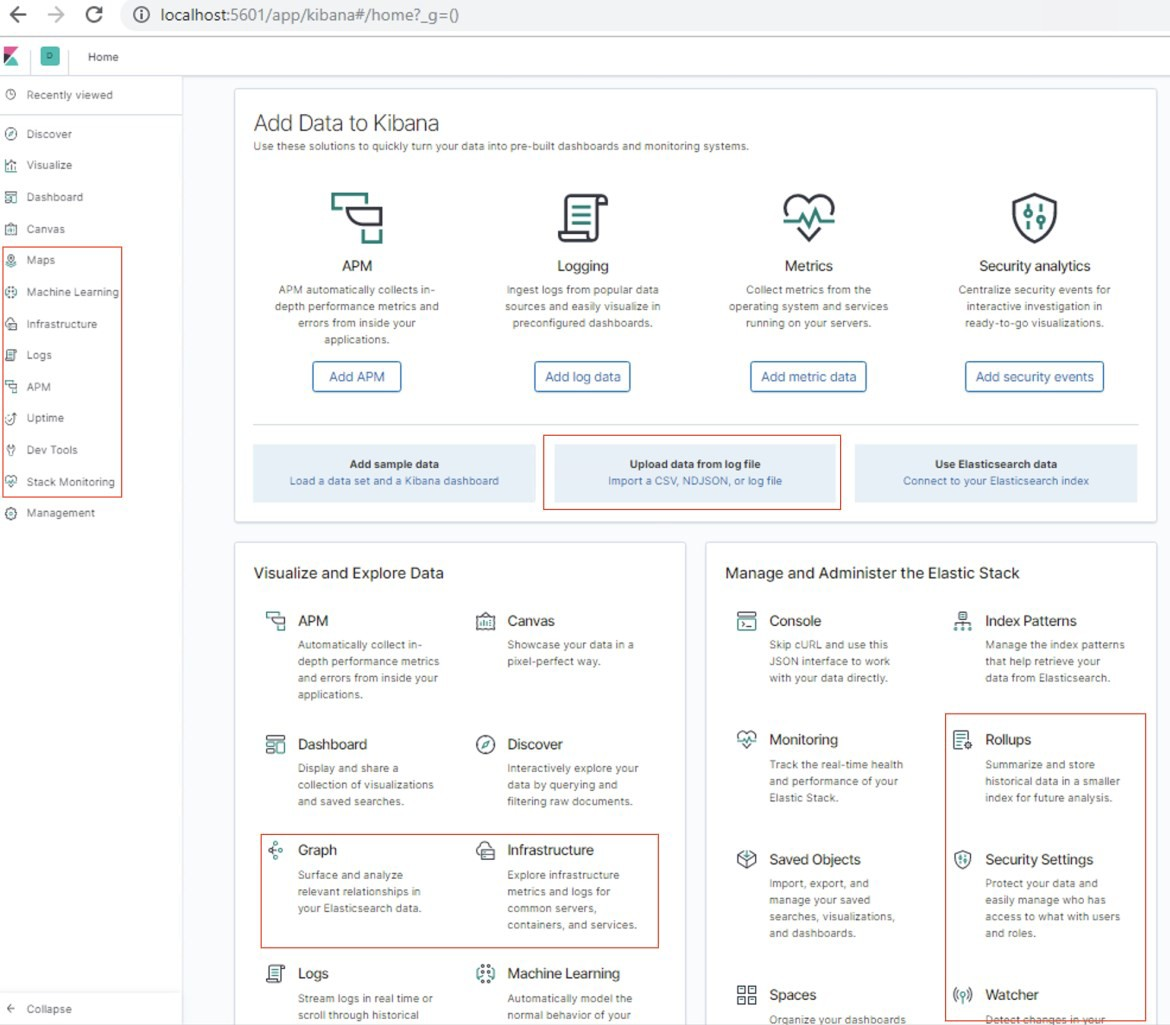 localhost:5601/app/kibana#/home?_g=()
D
Home
Recently viewed
Discover
Visualize
Dashboard
Canvas
Maps
Machine Learning
Infrastructure
Logs
APM
Uptime
Dev Tools
Stack Monitoring
Management
Collapse
Add Data to Kibana
Use these solutions to quickly turn your data into pre-built dashboards and monitoring systems.
APM
APM automatically collects in-
depth performance metrics and
errors from inside your
applications.
Add APM
Logging
Ingest logs from popular data
sources and easily visualize in
preconfigured dashboards.
Add log data
Metrics
Collect metrics from the
operating system and services
running on your servers.
Add metric data
Security analytics
Centralize security events for
interactive investigation in
ready-to-go visualizations.
Add security events
Add sample data
Load a data set and a Kibana dashboard
Upload data from log file
Import a CSV, NDJSON, or log file
Use Elasticsearch data
Connect to your Elasticsearch index
Visualize and Explore Data
APM
Automatically collect in-
depth performance metrics
and errors from inside your
applications.
Canvas
Showcase your data in a
pixel-perfect way.
Dashboard
Display and share a
collection of visualizations
and saved searches.
Discover
Interactively explore your
data by querying and
filtering raw documents.
Graph
Surface and analyze
relevant relationships in
your Elasticsearch data.
Infrastructure
Explore infrastructure
metrics and logs for
common servers,
containers, and services.
Logs
Stream logs in real time or
scroll through historical
Machine Learning
Automatically model the
normal behavior of your
Manage and Administer the Elastic Stack
Console
Skip cURL and use this
JSON interface to work
with your data directly.
Index Patterns
Manage the index patterns
that help retrieve your
data from Elasticsearch.
Monitoring
Track the real-time health
and performance of your
Elastic Stack.
Rollups
Summarize and store
historical data in a smaller
index for future analysis.
Saved Objects
Import, export, and
manage your saved
searches, visualizations,
and dashboards.
Security Settings
Protect your data and
easily manage who has
access to what with users
and roles.
Spaces
Organize your dashboards
Watcher
Detect changes in your